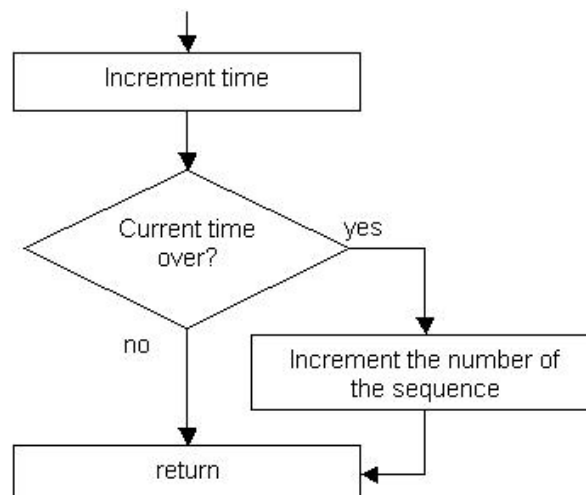 Increment time
Current time
over?
yes
no
Increment the number of
the sequence
return